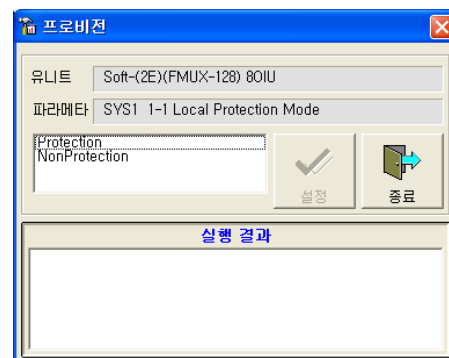 프로비전
유니트 Soft-(2E)(FMUX-128) 8OIU
파라메타 SYS1 1-1 Local Protection Mode
Protection
NonProtection
설정
종료
실행 결과